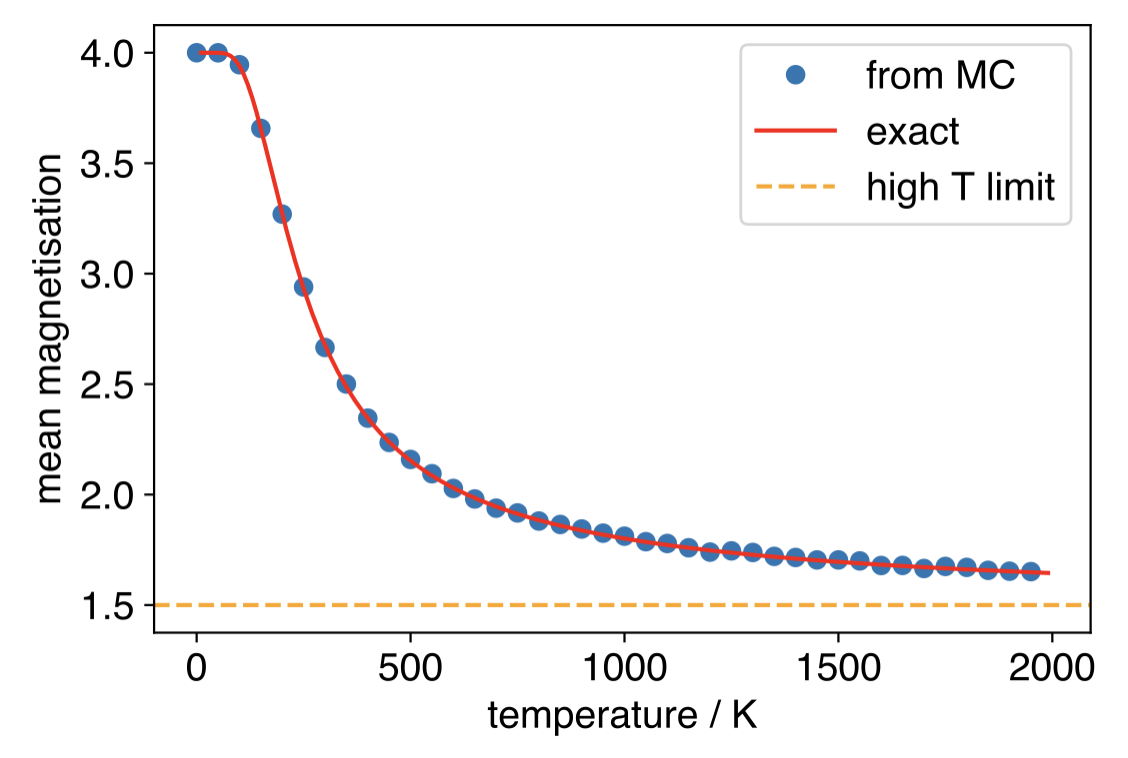 4.0
3.5
3.0
2.5
2.0
1.5
mean magnetisation
from MC
exact
high T limit
0 500 1000 1500 2000
temperature / K